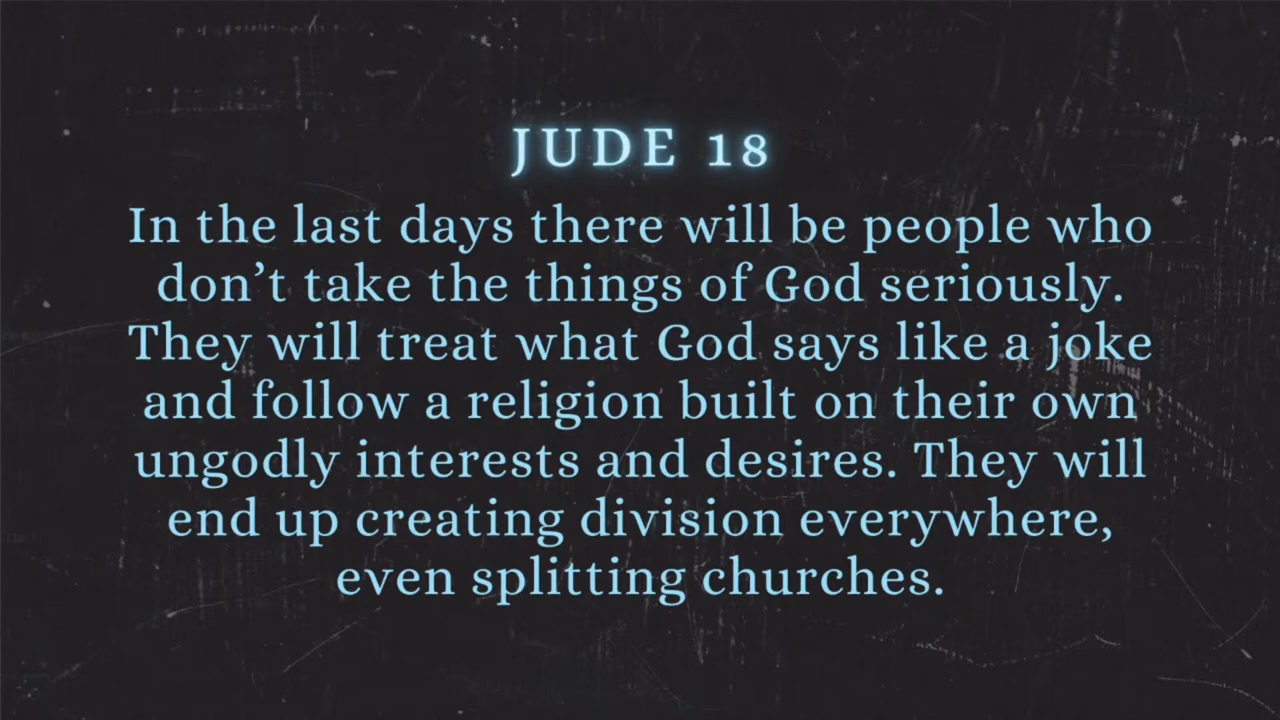 JUDE 18
In the last days there will be people who
don’t take the things of God seriously.
They will treat what God says like a joke
and follow a religion built on their own
ungodly interests and desires. They will
end up creating division everywhere,
even splitting churches.